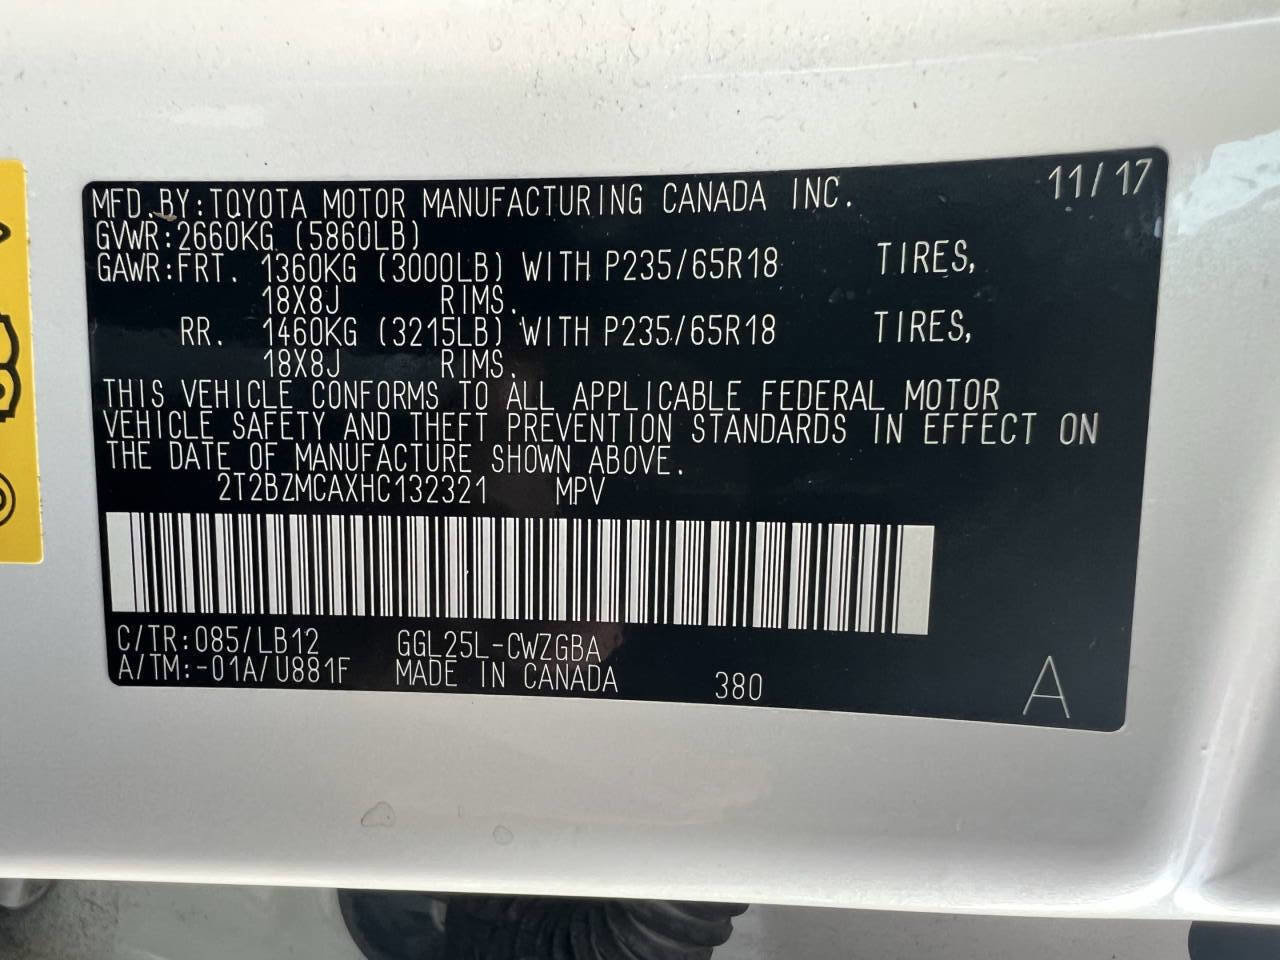 11/17
MFD.BY:TOYOTA MOTOR MANUFACTURING CANADA INC.
GVWR:2660KG (5860LB)
GAWR:FRT. 1360KG (3000LB) WITH P235/65R18 TIRES,
18X8J RIMS.
RR. 1460KG (3215LB) WITH P235/65R18 TIRES,
18X8J RIMS.
THIS VEHICLE CONFORMS TO ALL APPLICABLE FEDERAL MOTOR
VEHICLE SAFETY AND THEFT PREVENTION STANDARDS IN EFFECT ON
THE DATE OF MANUFACTURE SHOWN ABOVE.
2T2BZMCAXHC132321 MPV
C/TR:085/LB12 GGL25L-CWZGBA
A/TM:-01A/U881F MADE IN CANADA 380 A